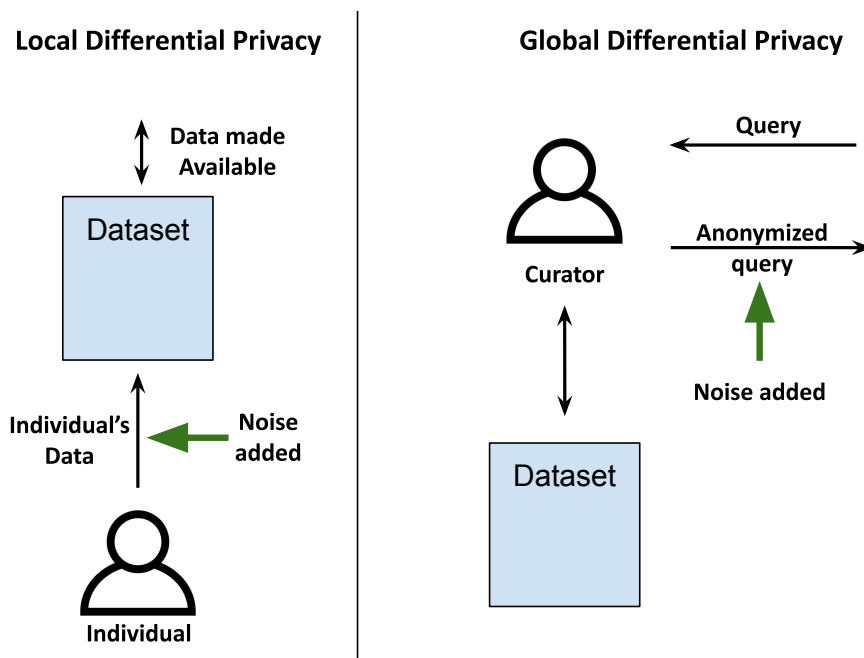 Local Differential Privacy
Data made
Available
Dataset
Individual's
Data
Noise
added
Individual
Global Differential Privacy
Query
Anonymized
query
Curator
Noise added
Dataset